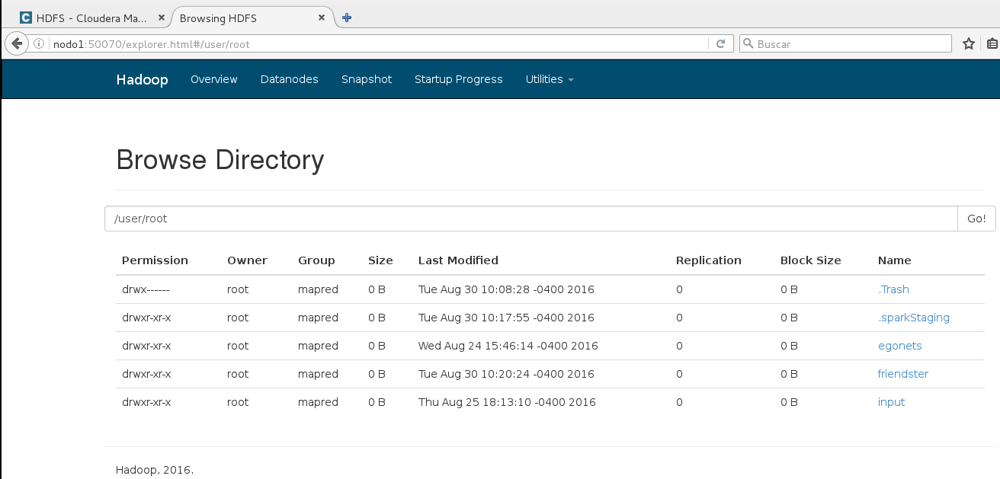 HDFS - Cloudera Ma...
Browsing HDFS
nodo1:50070/explorer.html#/user/root
Buscar
Hadoop Overview Datanodes Snapshot Startup Progress Utilities
Browse Directory
/user/root Go!
Permission Owner Group Size Last Modified Replication Block Size Name
drwx------ root mapred 0 B Tue Aug 30 10:08:28 -0400 2016 0 0 B .Trash
drwxr-xr-x root mapred 0 B Tue Aug 30 10:17:55 -0400 2016 0 0 B .sparkStaging
drwxr-xr-x root mapred 0 B Wed Aug 24 15:46:14 -0400 2016 0 0 B egonets
drwxr-xr-x root mapred 0 B Tue Aug 30 10:20:24 -0400 2016 0 0 B friendster
drwxr-xr-x root mapred 0 B Thu Aug 25 18:13:10 -0400 2016 0 0 B input
Hadoop, 2016.